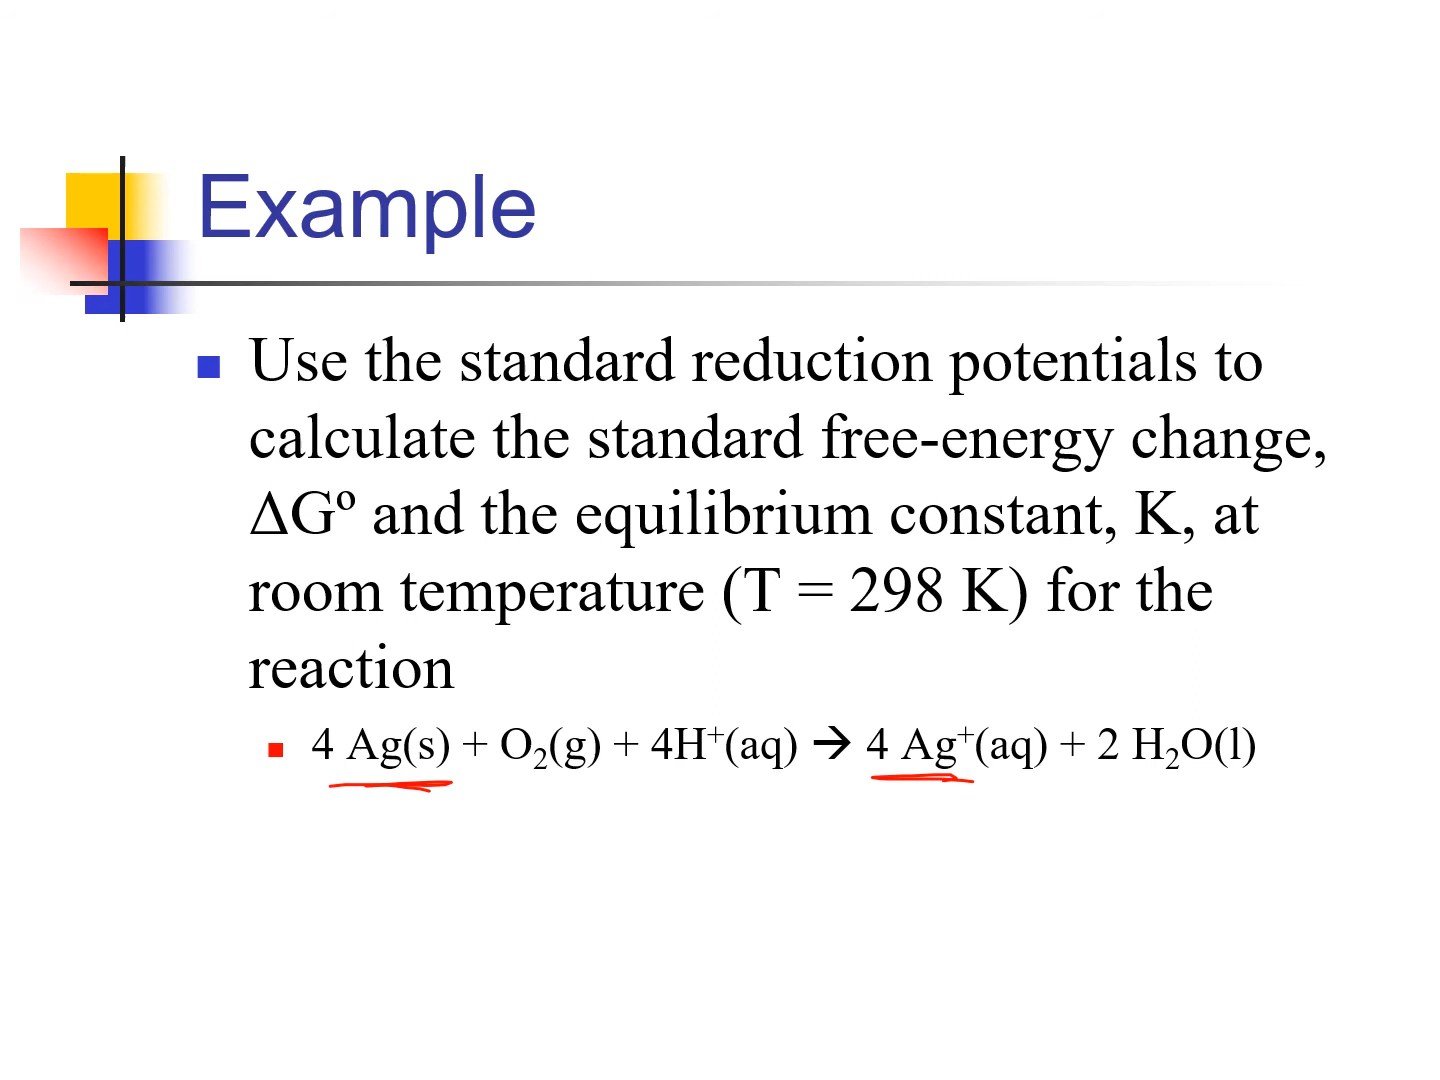 Example
Use the standard reduction potentials to
calculate the standard free-energy change,
ΔGº and the equilibrium constant, K, at
room temperature (T = 298 K) for the
reaction
4 Ag(s) + O₂(g) + 4H⁺(aq) → 4 Ag⁺(aq) + 2 H₂O(l)